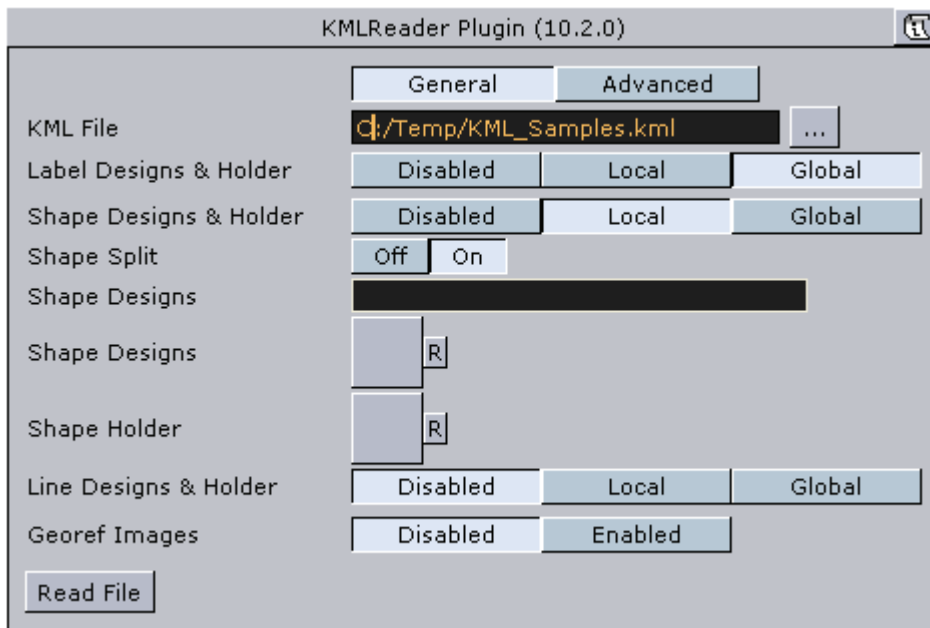 KMLReader Plugin (10.2.0)
General Advanced
KML File C:/Temp/KML_Samples.kml ...
Label Designs & Holder Disabled Local Global
Shape Designs & Holder Disabled Local Global
Shape Split Off On
Shape Designs
Shape Designs R
Shape Holder R
Line Designs & Holder Disabled Local Global
Georef Images Disabled Enabled
Read File